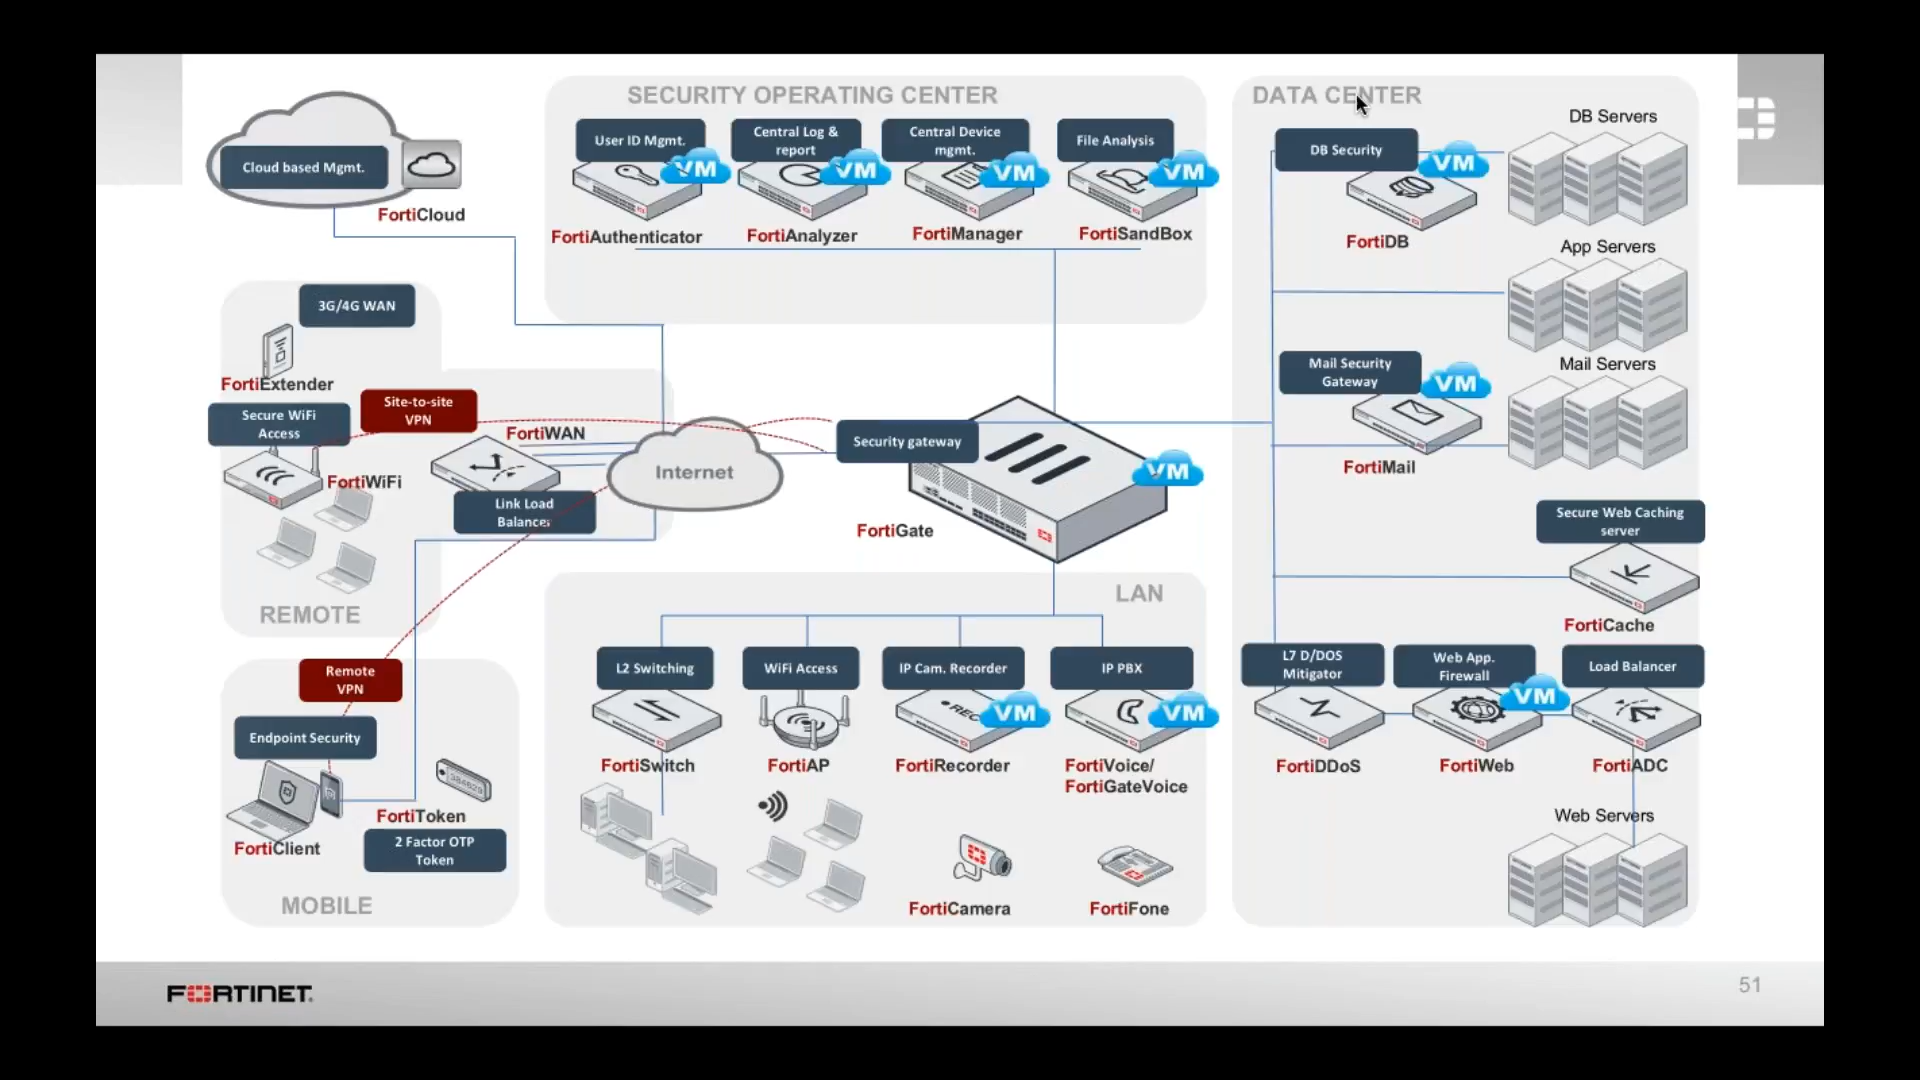 SECURITY OPERATING CENTER
User ID Mgmt.
VM
FortiAuthenticator
Central Log &
report
VM
FortiAnalyzer
Central Device
mgmt.
VM
FortiManager
File Analysis
VM
FortiSandBox
DATA CENTER
DB Security
VM
FortiDB
DB Servers
App Servers
Mail Security
Gateway
VM
FortiMail
Mail Servers
Secure Web Caching
server
FortiCache
L7 D/DOS
Mitigator
FortiDDoS
Web App.
Firewall
VM
FortiWeb
Load Balancer
FortiADC
Web Servers
Cloud based Mgmt.
FortiCloud
3G/4G WAN
FortiExtender
Secure WiFi
Access
FortiWiFi
Site-to-site
VPN
FortiWAN
Link Load
Balancer
REMOTE
Internet
Security gateway
VM
FortiGate
Remote
VPN
Endpoint Security
FortiClient
384629
FortiToken
2 Factor OTP
Token
MOBILE
LAN
L2 Switching
FortiSwitch
WiFi Access
FortiAP
IP Cam. Recorder
REC
VM
FortiRecorder
IP PBX
VM
FortiVoice/
FortiGateVoice
FortiCamera
FortiFone
FORTINET
51